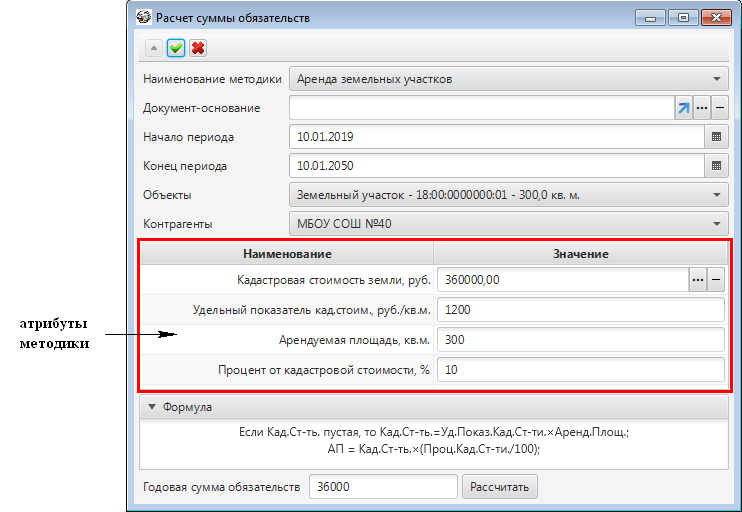 Расчет суммы обязательств
Наименование методики Аренда земельных участков
Документ-основание
Начало периода 10.01.2019
Конец периода 10.01.2050
Объекты Земельный участок - 18:00:0000000:01 - 300,0 кв. м.
Контрагенты МБОУ СОШ №40
Наименование Значение
Кадастровая стоимость земли, руб. 360000,00
Удельный показатель кад.стоим., руб./кв.м. 1200
Арендуемая площадь, кв.м. 300
Процент от кадастровой стоимости, % 10
атрибуты
методики
Формула
Если Кад.Ст-ть. пустая, то Кад.Ст-ть.=Уд.Показ.Кад.Ст-ти.×Аренд.Площ.;
АП = Кад.Ст-ть.×(Проц.Кад.Ст-ти./100);
Годовая сумма обязательств 36000 Рассчитать